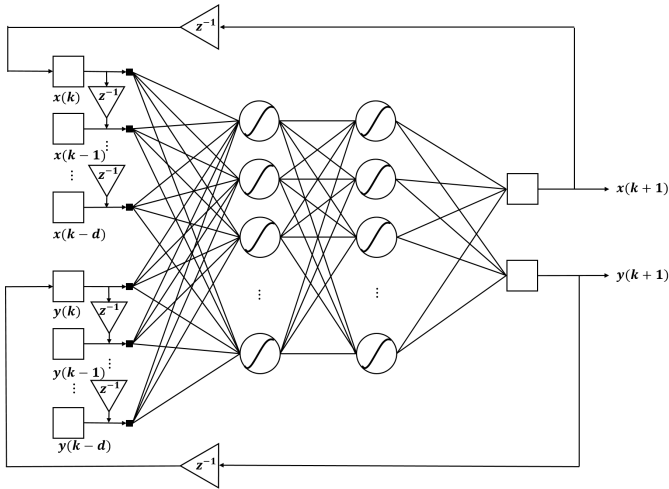 z⁻¹
x(k)
z⁻¹
x(k − 1)
⋮
⋮
z⁻¹
x(k − d)
x(k + 1)
y(k)
z⁻¹
y(k − 1)
⋮
⋮
z⁻¹
y(k − d)
⋮
⋮
y(k + 1)
z⁻¹